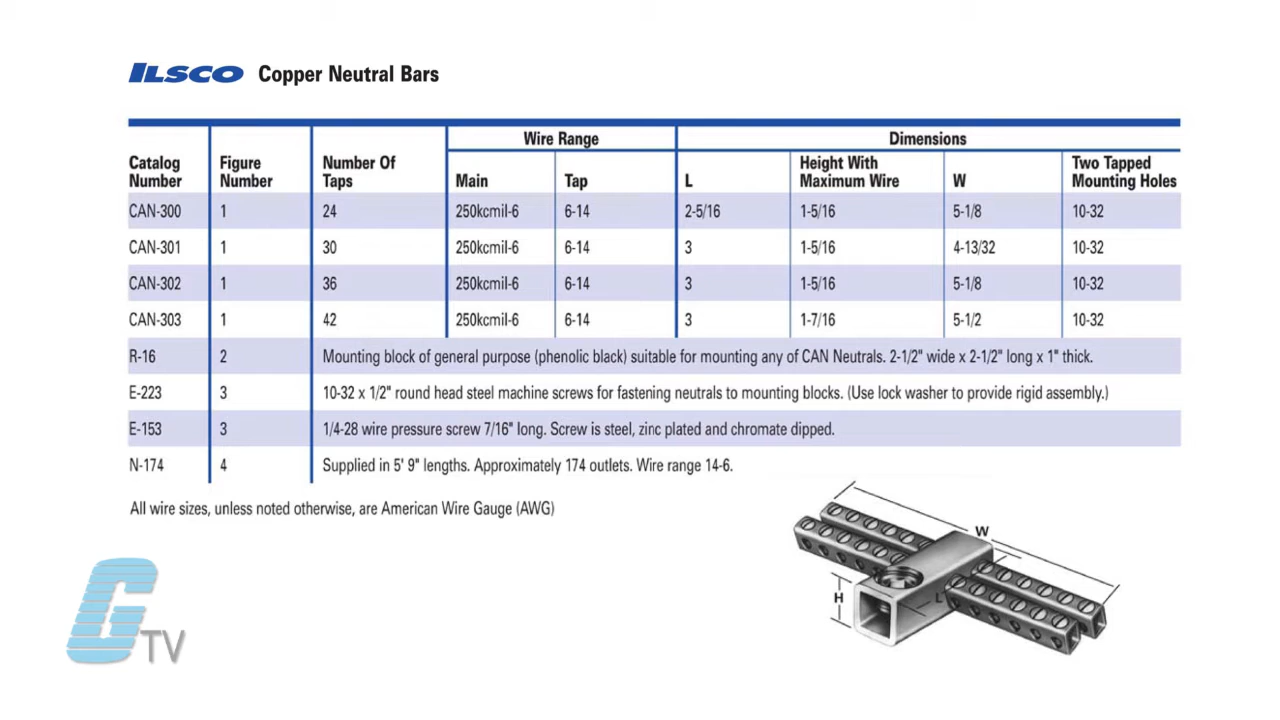 ILSCO Copper Neutral Bars
Wire Range Dimensions
Catalog Number Figure Number Number Of Taps Main Tap L Height With Maximum Wire W Two Tapped Mounting Holes
CAN-300 1 24 250kcmil-6 6-14 2-5/16 1-5/16 5-1/8 10-32
CAN-301 1 30 250kcmil-6 6-14 3 1-5/16 4-13/32 10-32
CAN-302 1 36 250kcmil-6 6-14 3 1-5/16 5-1/8 10-32
CAN-303 1 42 250kcmil-6 6-14 3 1-7/16 5-1/2 10-32
R-16 2 Mounting block of general purpose (phenolic black) suitable for mounting any of CAN Neutrals. 2-1/2" wide x 2-1/2" long x 1" thick.
E-223 3 10-32 x 1/2" round head steel machine screws for fastening neutrals to mounting blocks. (Use lock washer to provide rigid assembly.)
E-153 3 1/4-28 wire pressure screw 7/16" long. Screw is steel, zinc plated and chromate dipped.
N-174 4 Supplied in 5' 9" lengths. Approximately 174 outlets. Wire range 14-6.
All wire sizes, unless noted otherwise, are American Wire Gauge (AWG)
W
H
L
G TV